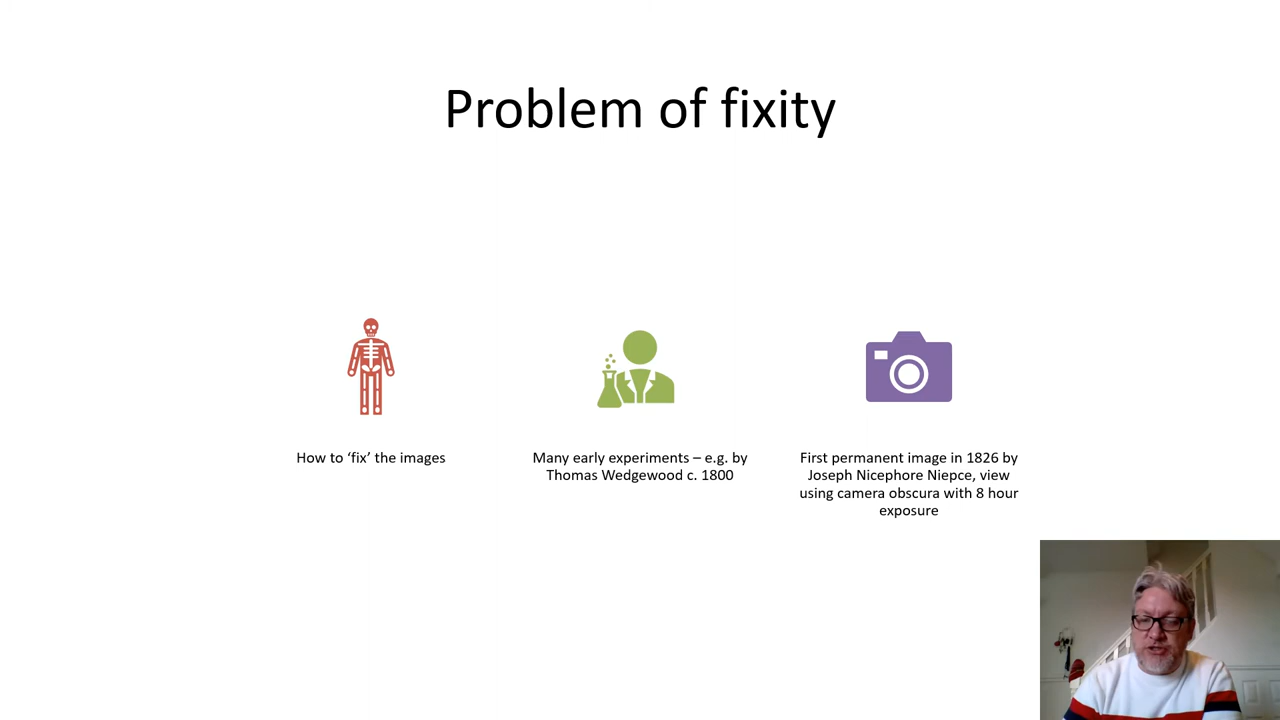 Problem of fixity
How to ‘fix’ the images
Many early experiments – e.g. by
Thomas Wedgewood c. 1800
First permanent image in 1826 by
Joseph Nicephore Niepce, view
using camera obscura with 8 hour
exposure